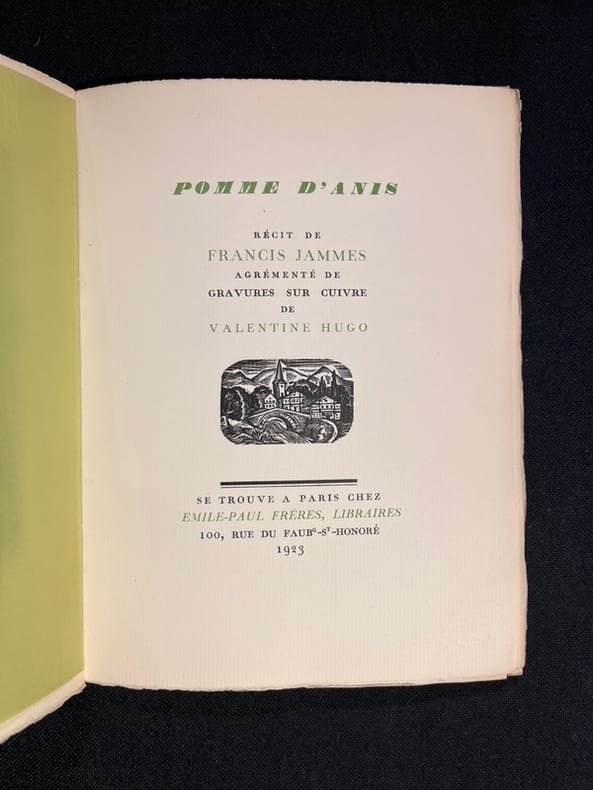 POMME D'ANIS
RÉCIT DE
FRANCIS JAMMES
AGRÉMENTÉ DE
GRAVURES SUR CUIVRE
DE
VALENTINE HUGO
SE TROUVE A PARIS CHEZ
EMILE-PAUL FRÈRES, LIBRAIRES
100, RUE DU FAUBG-ST-HONORÉ
1923